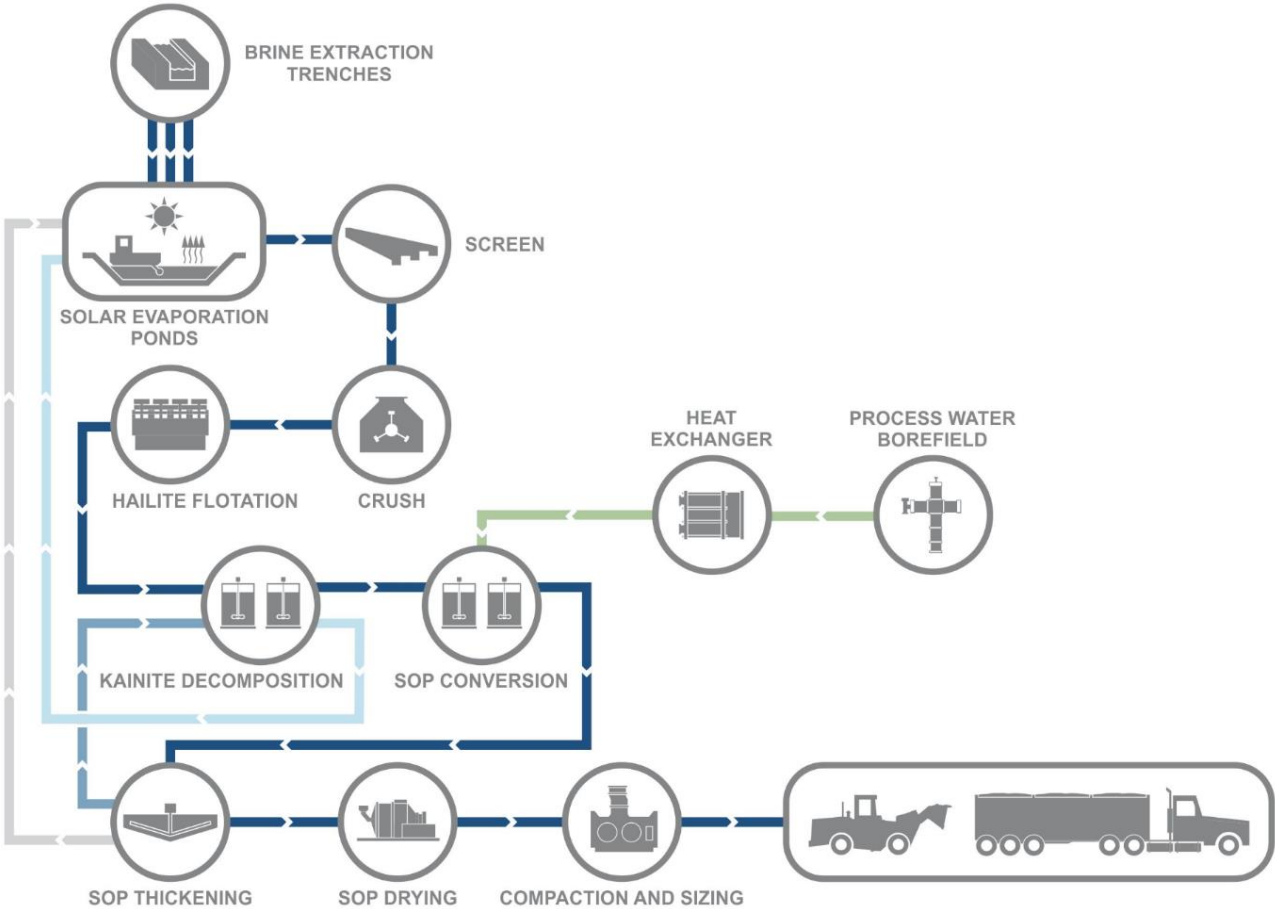 BRINE EXTRACTION
TRENCHES
SCREEN
SOLAR EVAPORATION
PONDS
HAILITE FLOTATION
CRUSH
HEAT
EXCHANGER
PROCESS WATER
BOREFIELD
KAINITE DECOMPOSITION
SOP CONVERSION
SOP THICKENING
SOP DRYING
COMPACTION AND SIZING